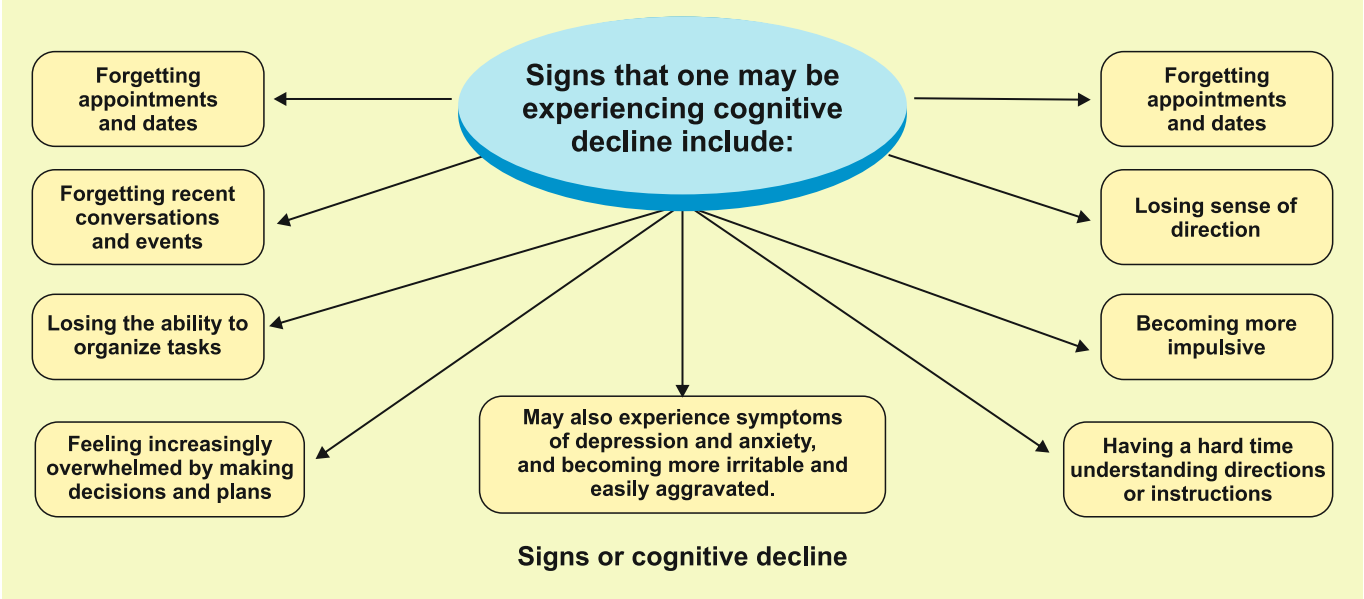 Signs that one may be
experiencing cognitive
decline include:
Forgetting
appointments
and dates
Forgetting recent
conversations
and events
Losing the ability to
organize tasks
Feeling increasingly
overwhelmed by making
decisions and plans
May also experience symptoms
of depression and anxiety,
and becoming more irritable and
easily aggravated.
Forgetting
appointments
and dates
Losing sense of
direction
Becoming more
impulsive
Having a hard time
understanding directions
or instructions
Signs or cognitive decline